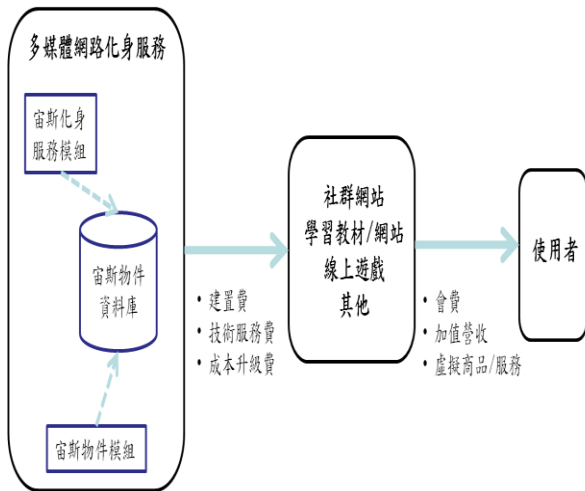 多媒體網路化身服務
宙斯化身
服務模組
宙斯物件
資料庫
宙斯物件模組
• 建置費
• 技術服務費
• 成本升級費
社群網站
學習教材/網站
線上遊戲
其他
• 會費
• 加值營收
• 虛擬商品/服務
使用者